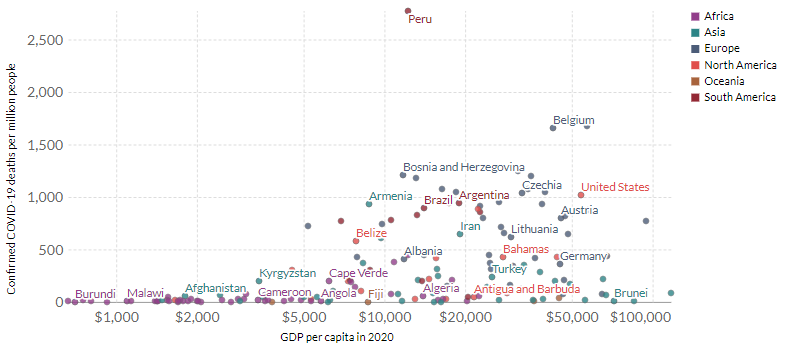 Africa
Asia
Europe
North America
Oceania
South America
Confirmed COVID-19 deaths per million people
2,500
2,000
1,500
1,000
500
0
Peru
Belgium
Bosnia and Herzegovina
Czechia
United States
Armenia
Brazil
Argentina
Austria
Belize
Iran
Lithuania
Albania
Bahamas
Germany
Kyrgyzstan
Cape Verde
Turkey
Burundi
Malawi
Afghanistan
Cameroon
Angola
Fiji
Algeria
Antigua and Barbuda
Brunei
$1,000
$2,000
$5,000
$10,000
$20,000
$50,000
$100,000
GDP per capita in 2020